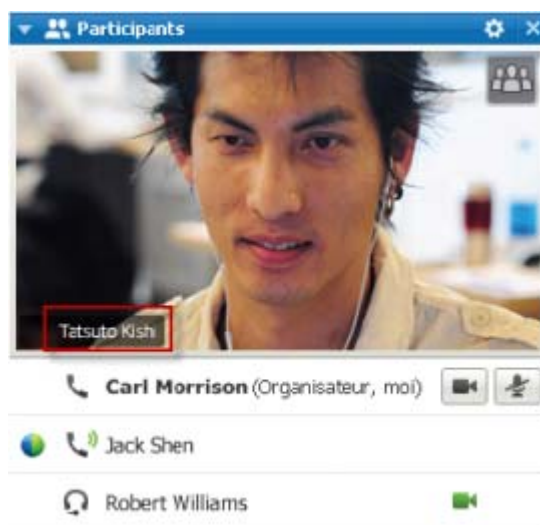 Participants
Tatsuto Kish
Carl Morrison (Organisateur, moi)
Jack Shen
Robert Williams